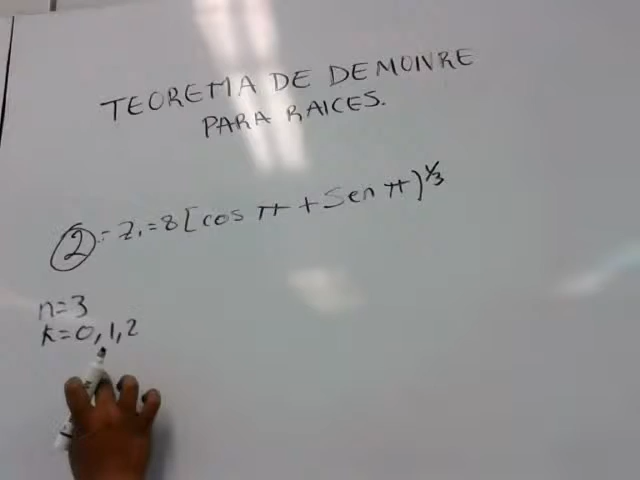 TEOREMA DE DEMOIVRE
PARA RAICES.
2.- Z₁=8[cos π + Sen π)^1/3
n=3
K=0,1,2